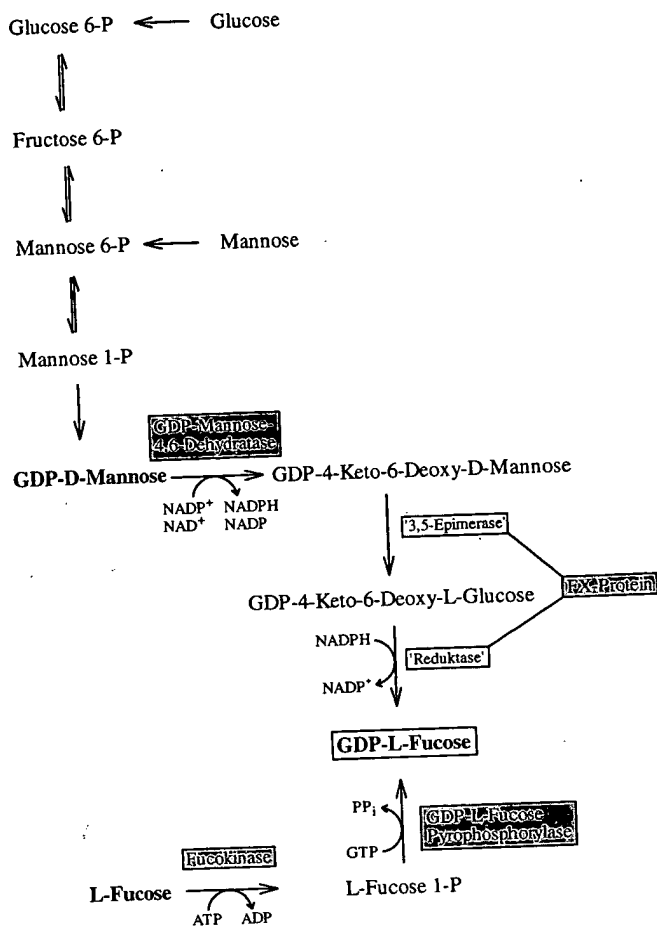 Glucose 6-P
Glucose
Fructose 6-P
Mannose 6-P
Mannose
Mannose 1-P
GDP-Mannose-
4,6-Dehydratase
GDP-D-Mannose
GDP-4-Keto-6-Deoxy-D-Mannose
NADP⁺ NADPH
NAD⁺ NADP
'3,5-Epimerase'
GDP-4-Keto-6-Deoxy-L-Glucose
FX-Protein
NADPH
'Reduktase'
NADP⁺
GDP-L-Fucose
PPi
GDP-L-Fucose
Pyrophosphorylase
GTP
Fucokinase
L-Fucose
L-Fucose 1-P
ATP ADP